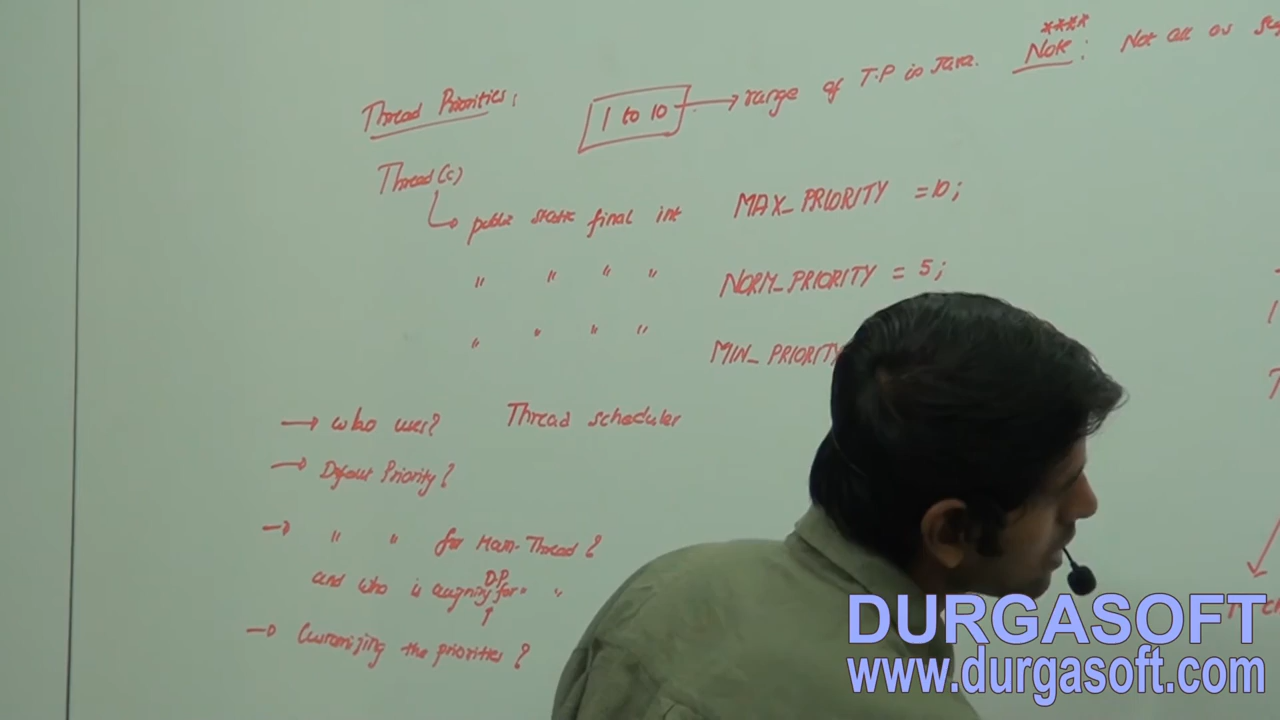 ****
Thread Priorities:
1 to 10 → range of T.P in Java.
Note: Not all os
Thread(c)
public static final int MAX_PRIORITY = 10;
" " " " NORM_PRIORITY = 5;
" " " " MIN_PRIORITY
→ who uses? Thread scheduler
→ Default Priority?
→ " " for Main-Thread?
D.P
and who is assigning for " "
→ Customizing the priorities?
DURGASOFT
www.durgasoft.com